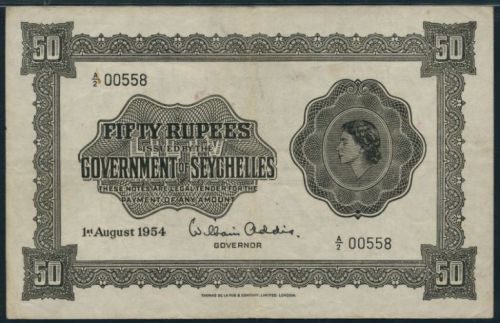 50 50
A/2 00558
FIFTY RUPEES
ISSUED BY THE
GOVERNMENT OF SEYCHELLES
THESE NOTES ARE LEGAL TENDER FOR THE
PAYMENT OF ANY AMOUNT
1st August 1954
William Addis.
GOVERNOR
A/2 00558
50 50
THOMAS DE LA RUE & COMPANY, LIMITED, LONDON.